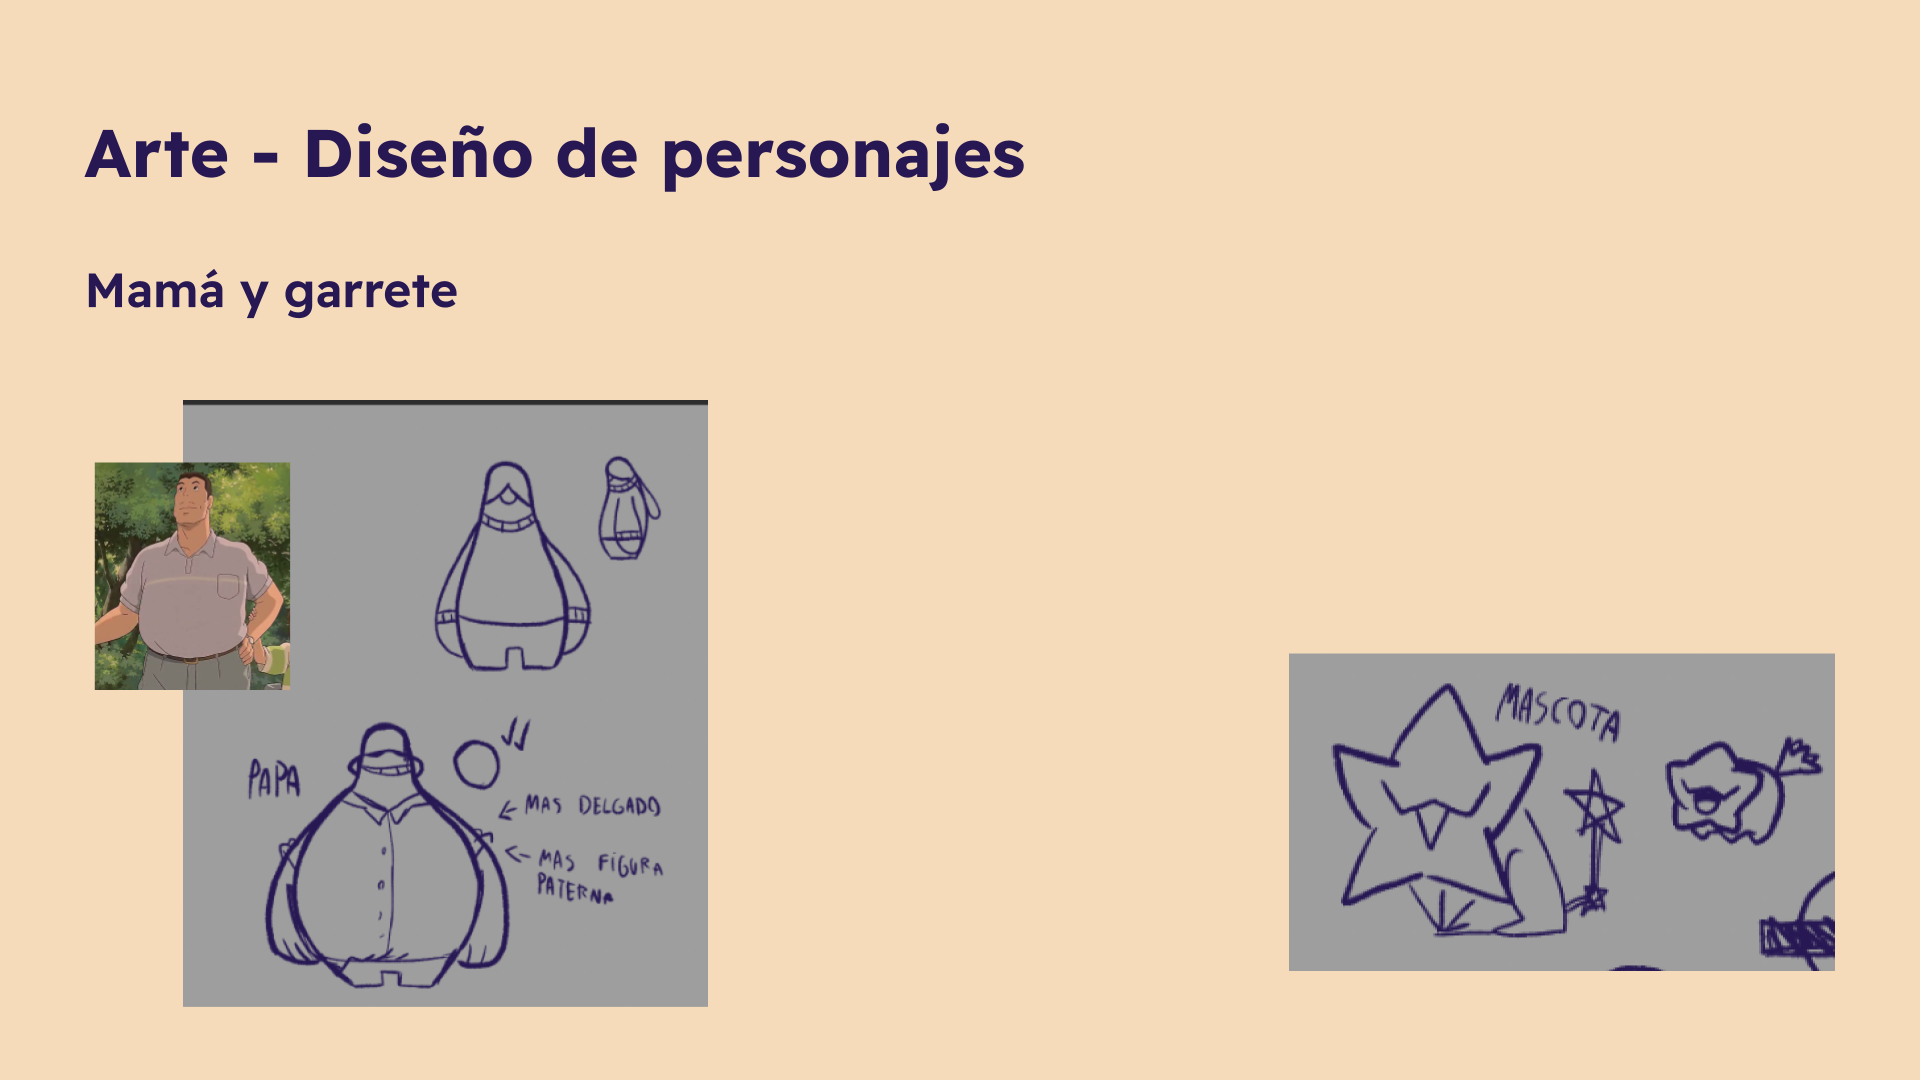 Arte - Diseño de personajes
Mamá y garrete
PAPA
MAS DELGADO
MAS FiGURA
PATERNA
MASCOTA